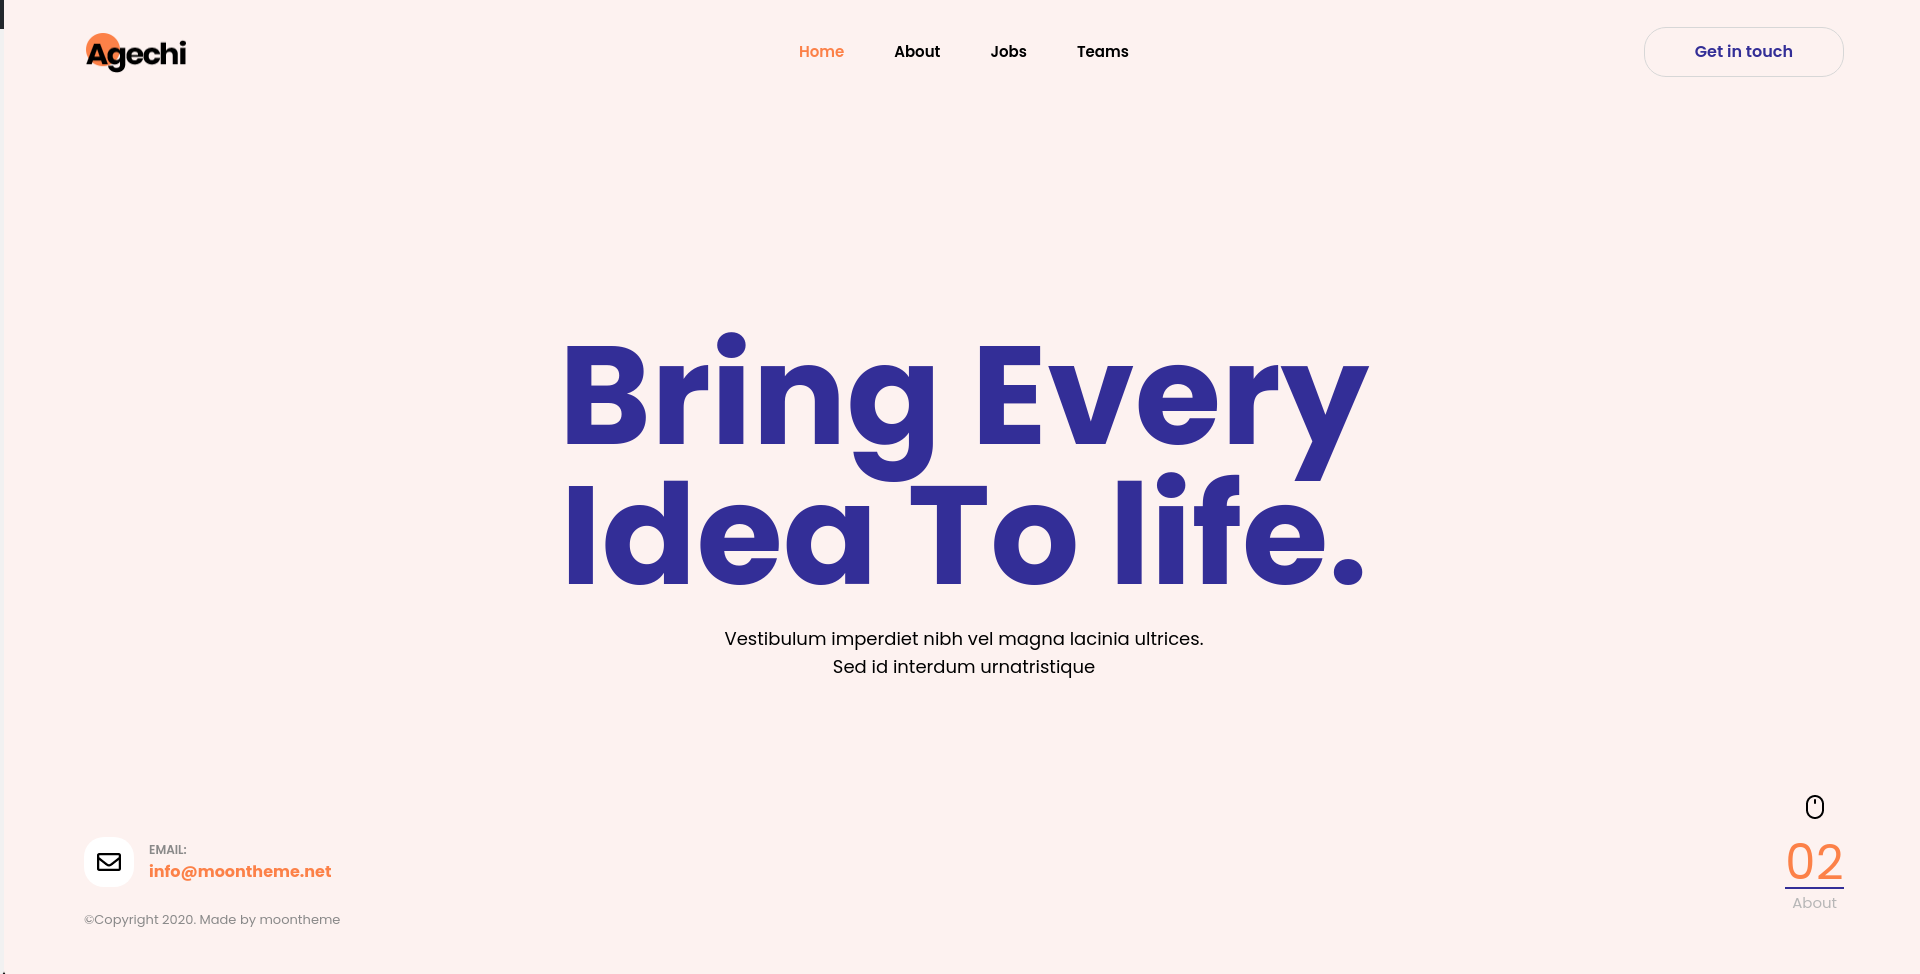 Agechi
Home
About
Jobs
Teams
Get in touch
Bring Every
Idea To life.
Vestibulum imperdiet nibh vel magna lacinia ultrices.
Sed id interdum urnatristique
EMAIL:
info@moontheme.net
©Copyright 2020. Made by moontheme
02
About